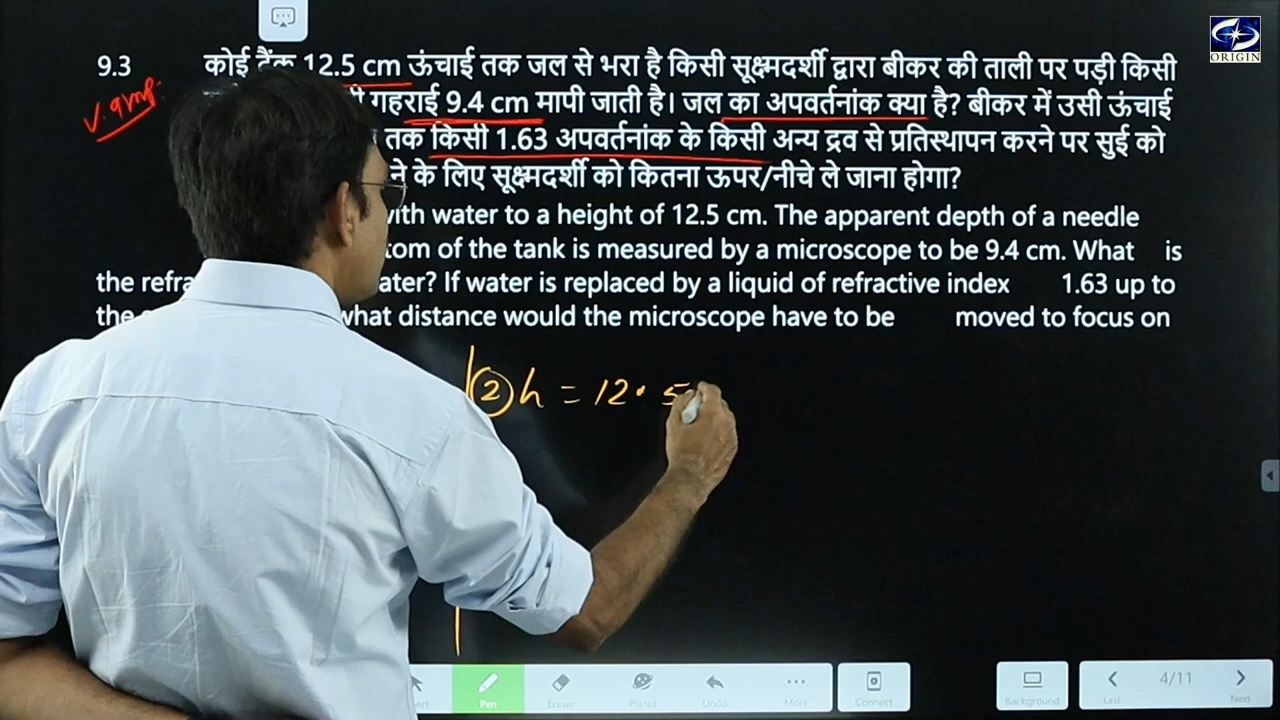 ORIGIN
9.3 कोई टैंक 12.5 cm ऊंचाई तक जल से भरा है किसी सूक्ष्मदर्शी द्वारा बीकर की ताली पर पड़ी किसी
v. Imp.
गहराई 9.4 cm मापी जाती है। जल का अपवर्तनांक क्या है? बीकर में उसी ऊंचाई
तक किसी 1.63 अपवर्तनांक के किसी अन्य द्रव से प्रतिस्थापन करने पर सुई को
के लिए सूक्ष्मदर्शी को कितना ऊपर/नीचे ले जाना होगा?
with water to a height of 12.5 cm. The apparent depth of a needle
of the tank is measured by a microscope to be 9.4 cm. What is
the water? If water is replaced by a liquid of refractive index 1.63 up to
the what distance would the microscope have to be moved to focus on
② h = 12.5
Pen
Eraser
Planet
Undo
More
Connect
Background
Last
4/11
Next